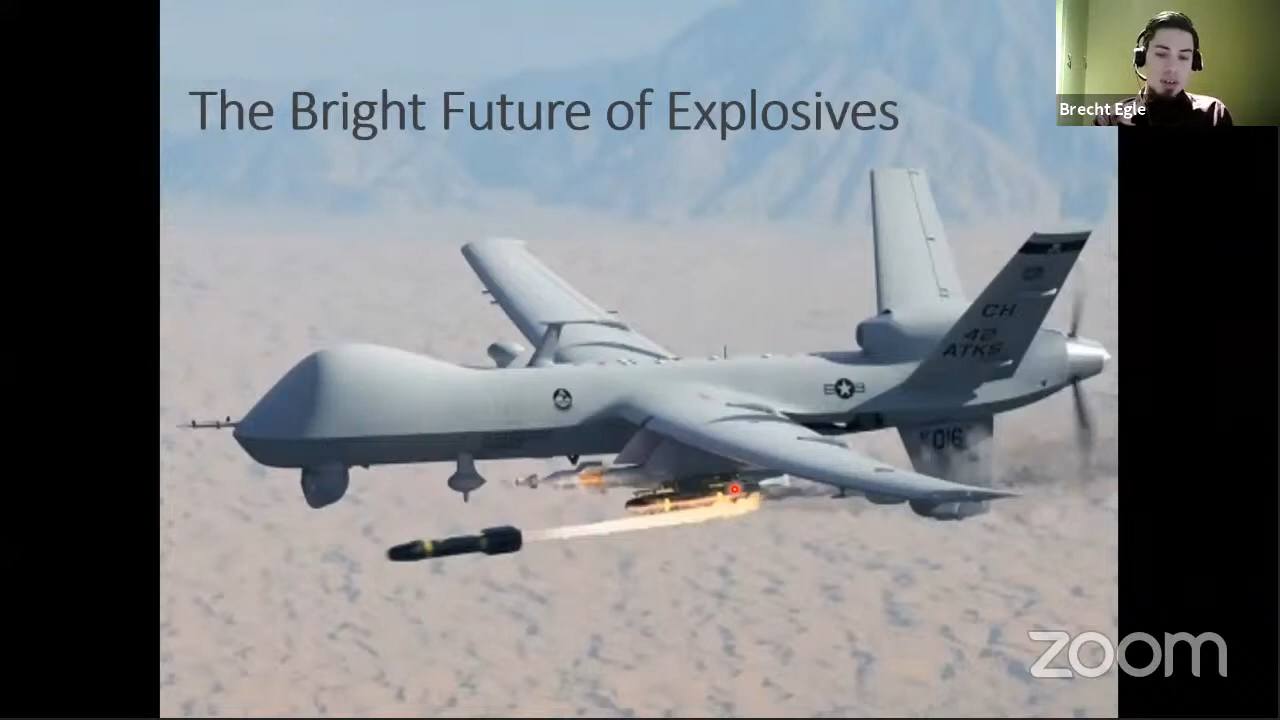 The Bright Future of Explosives
Brecht Egle
CH
42
ATKS
016
zoom